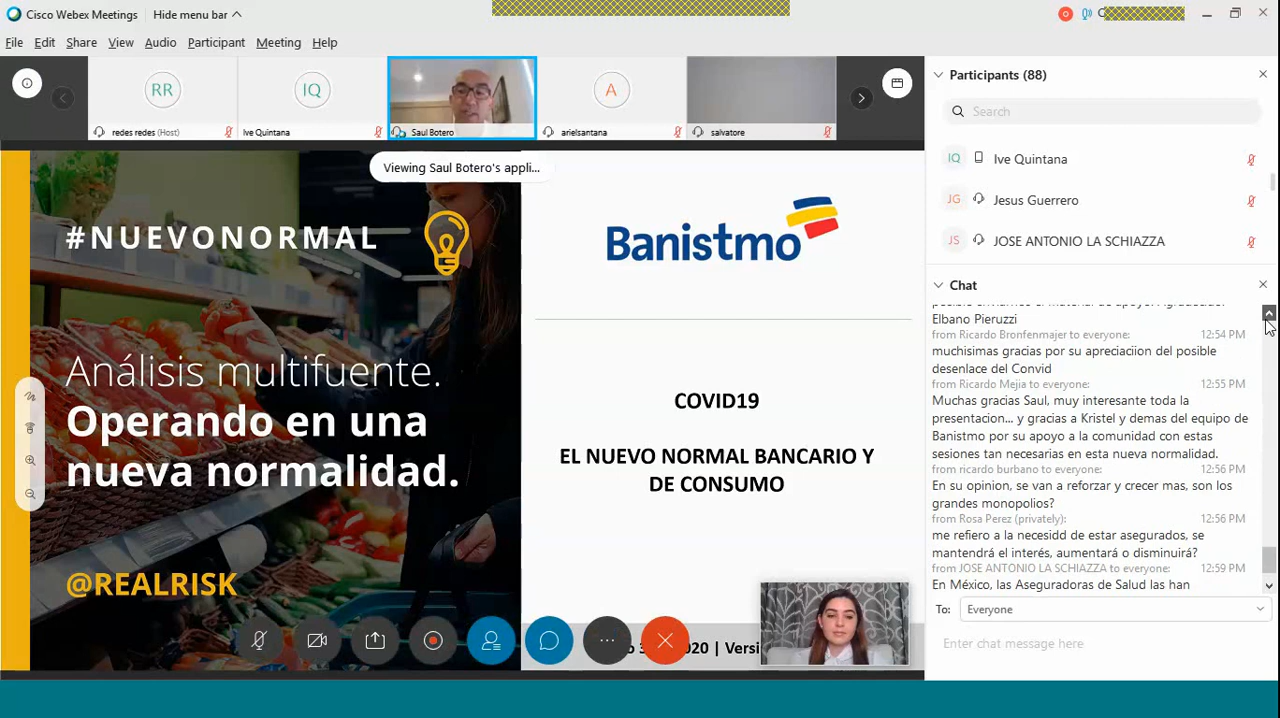 Cisco Webex Meetings
Hide menu bar
File Edit Share View Audio Participant Meeting Help
RR
redes redes (Host)
IQ
Ive Quintana
Saul Botero
A
arielsantana
salvatore
Viewing Saul Botero's appli...
#NUEVONORMAL
Análisis multifuente.
Operando en una
nueva normalidad.
@REALRISK
Banistmo
COVID19
EL NUEVO NORMAL BANCARIO Y
DE CONSUMO
2020 | Versi
Participants (88)
Search
IQ Ive Quintana
JG Jesus Guerrero
JS JOSE ANTONIO LA SCHIAZZA
Chat
Elbano Pieruzzi
from Ricardo Bronfenmajer to everyone: 12:54 PM
muchisimas gracias por su apreciaciion del posible
desenlace del Convid
from Ricardo Mejia to everyone: 12:55 PM
Muchas gracias Saul, muy interesante toda la
presentacion... y gracias a Kristel y demas del equipo de
Banistmo por su apoyo a la comunidad con estas
sesiones tan necesarias en esta nueva normalidad.
from ricardo burbano to everyone: 12:56 PM
En su opinion, se van a reforzar y crecer mas, son los
grandes monopolios?
from Rosa Perez (privately): 12:56 PM
me refiero a la necesidd de estar asegurados, se
mantendrá el interés, aumentará o disminuirá?
from JOSE ANTONIO LA SCHIAZZA to everyone: 12:59 PM
En México, las Aseguradoras de Salud las han
To: Everyone
Enter chat message here